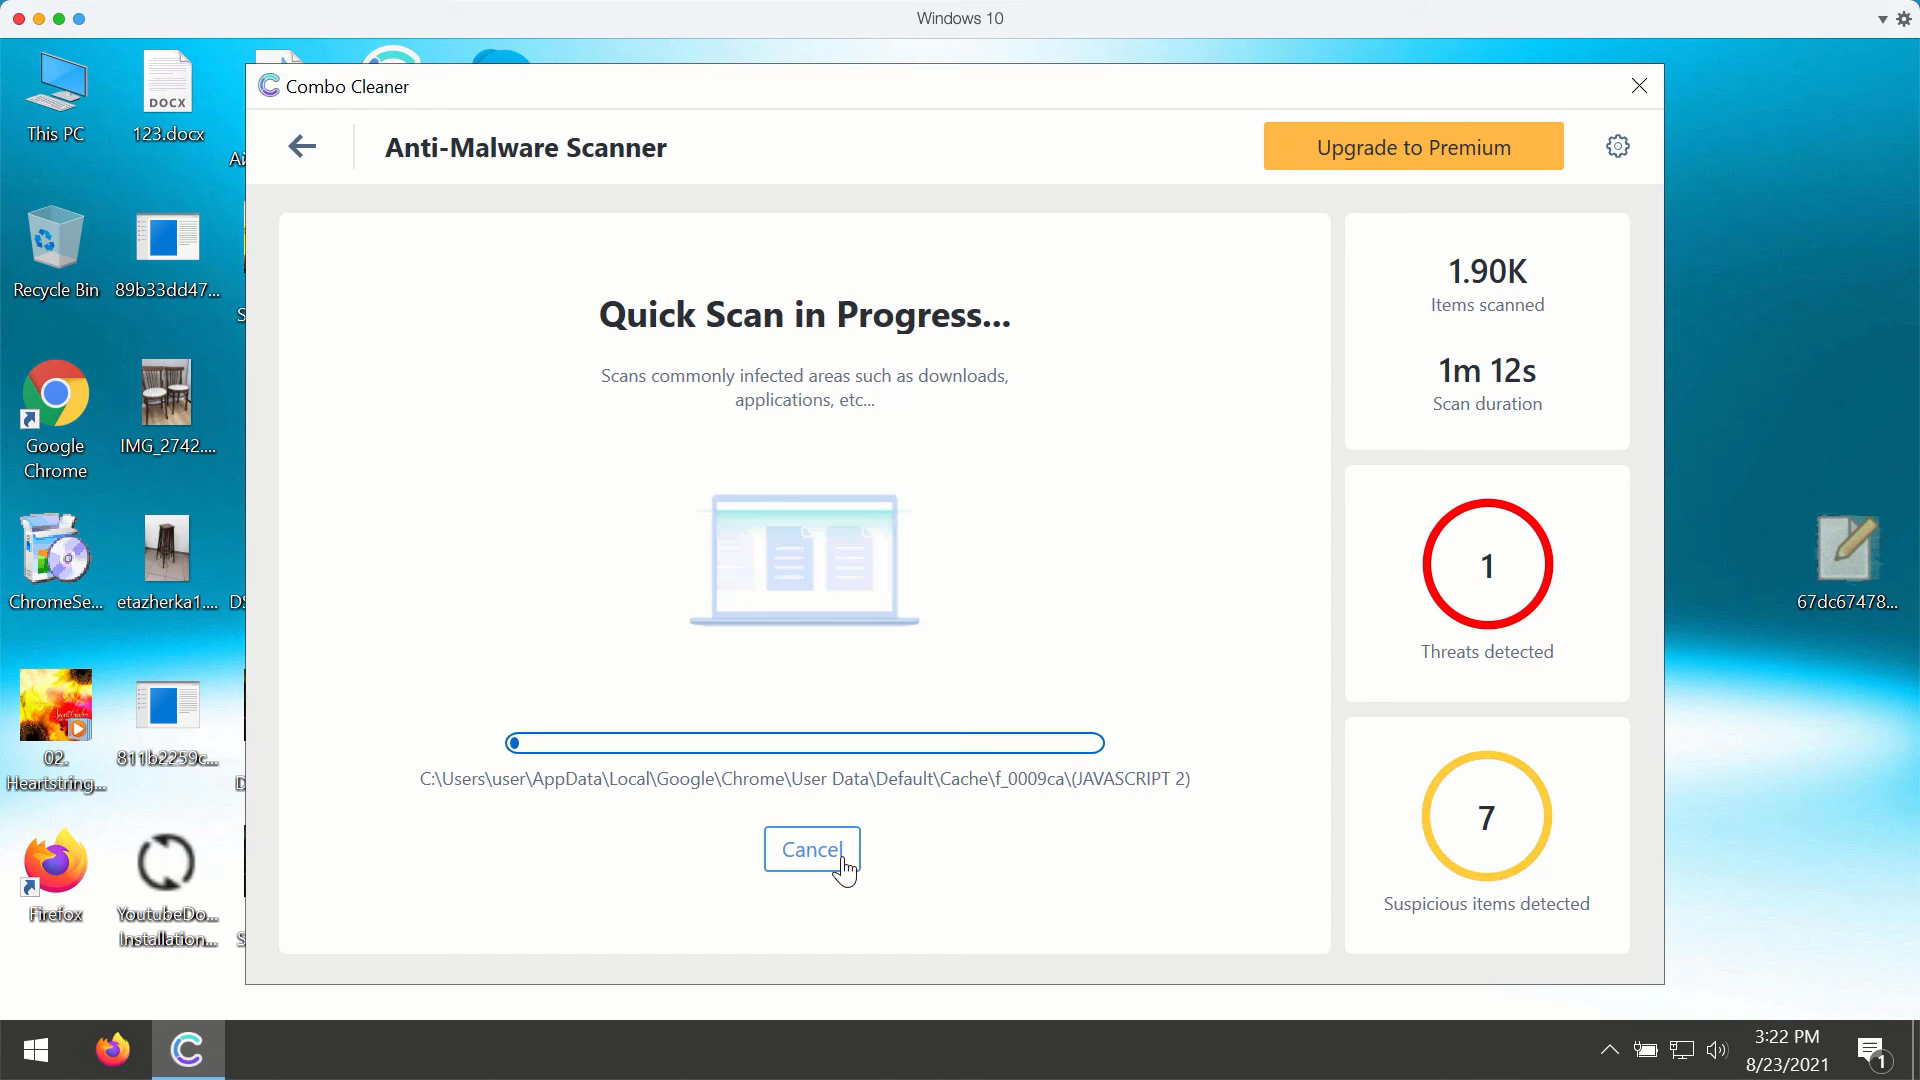 Windows 10
This PC
DOCX
123.docx
Recycle Bin
89b33dd47...
Google
Chrome
IMG_2742....
ChromeSe...
etazherka1....
02.
Heartstring...
811b2259c...
Firefox
YoutubeDo...
Installation...
Combo Cleaner
Anti-Malware Scanner
Upgrade to Premium
Quick Scan in Progress...
Scans commonly infected areas such as downloads,
applications, etc...
C:\Users\user\AppData\Local\Google\Chrome\User Data\Default\Cache\f_0009ca\(JAVASCRIPT 2)
Cancel
1.90K
Items scanned
1m 12s
Scan duration
1
Threats detected
7
Suspicious items detected
67dc67478...
3:22 PM
8/23/2021
1